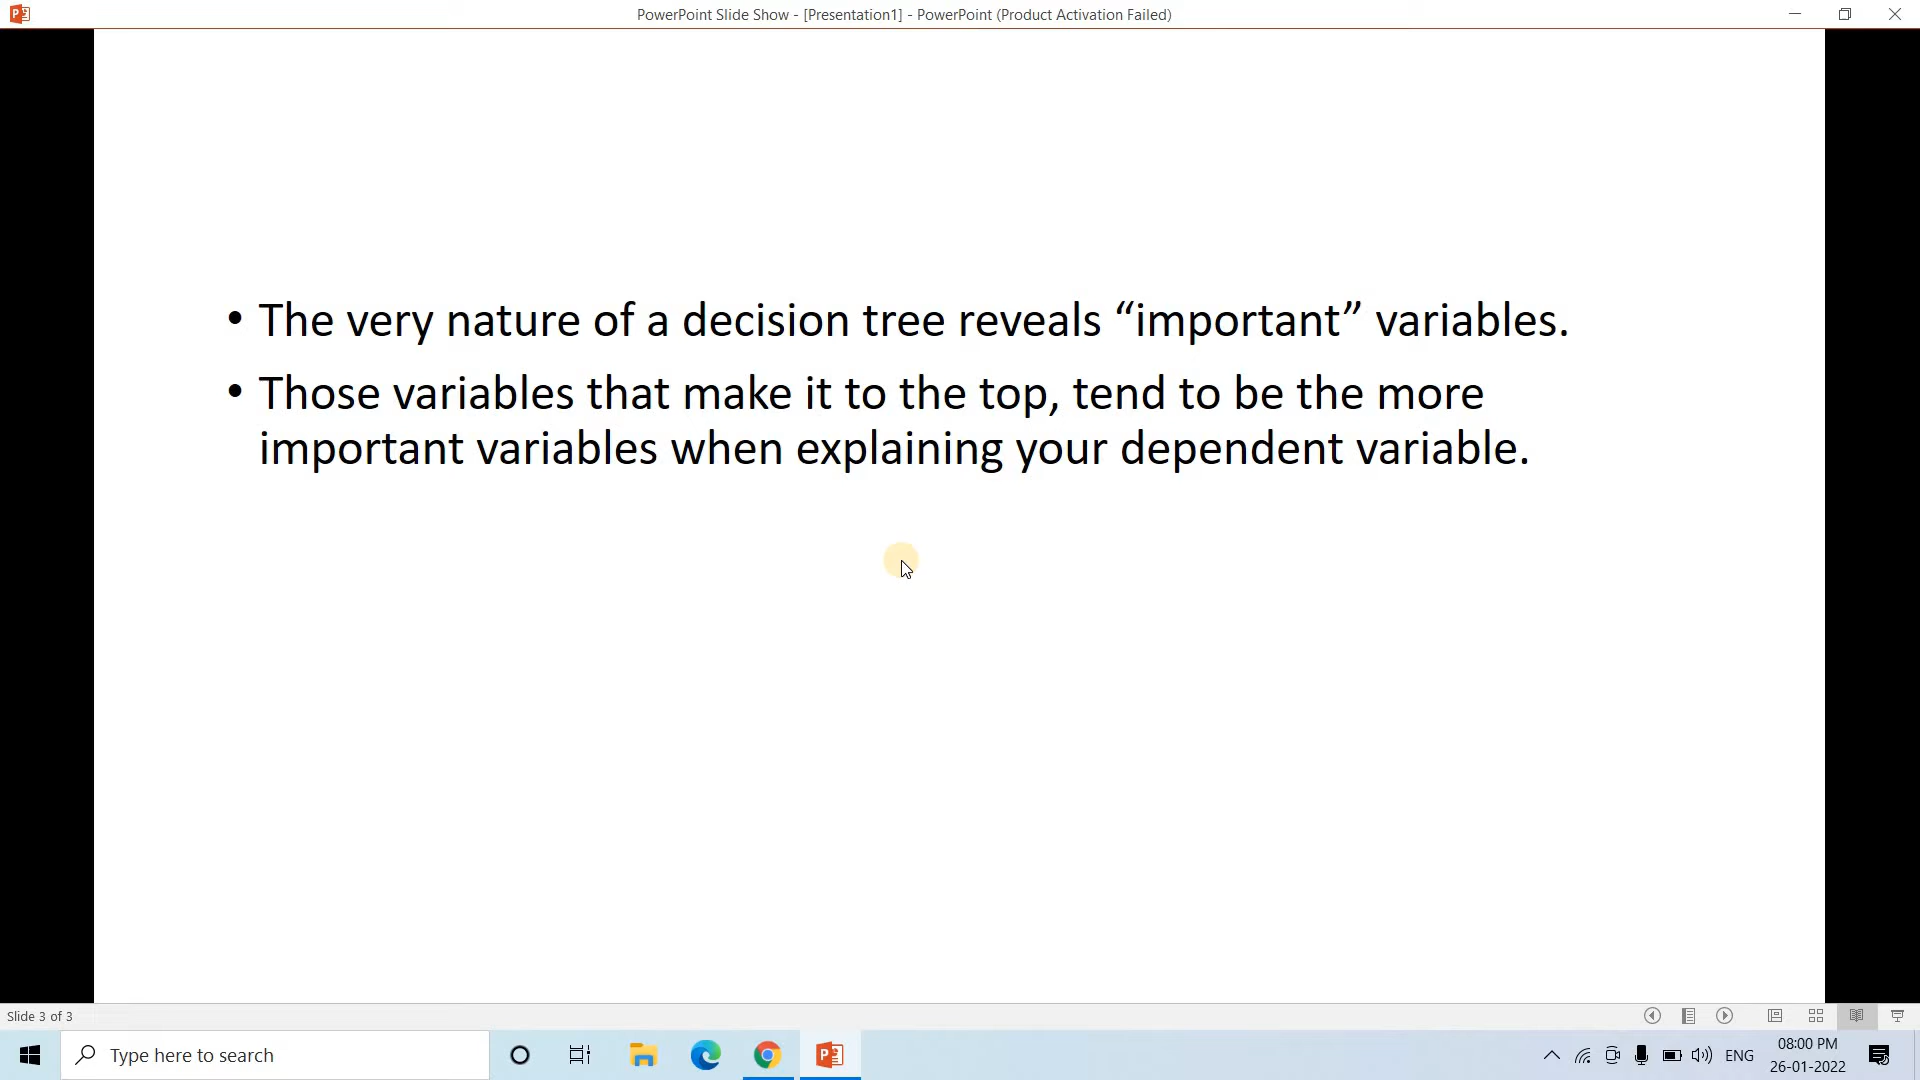 PowerPoint Slide Show - [Presentation1] - PowerPoint (Product Activation Failed)
• The very nature of a decision tree reveals “important” variables.
• Those variables that make it to the top, tend to be the more
important variables when explaining your dependent variable.
Slide 3 of 3
Type here to search
ENG
08:00 PM
26-01-2022